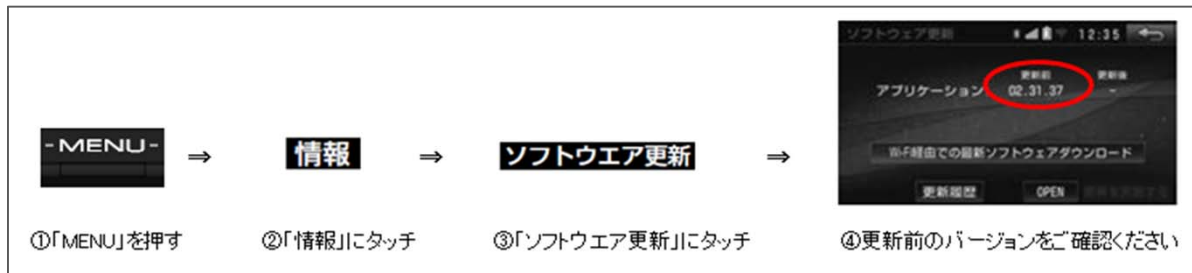 -MENU-
⇒
情報
⇒
ソフトウエア更新
⇒
ソフトウェア更新 12:35
更新前 更新後
アプリケーション 02.31.37 -
Wi-Fi経由での最新ソフトウェアダウンロード
更新履歴 OPEN
①「MENU」を押す
②「情報」にタッチ
③「ソフトウエア更新」にタッチ
④更新前のバージョンをご確認ください